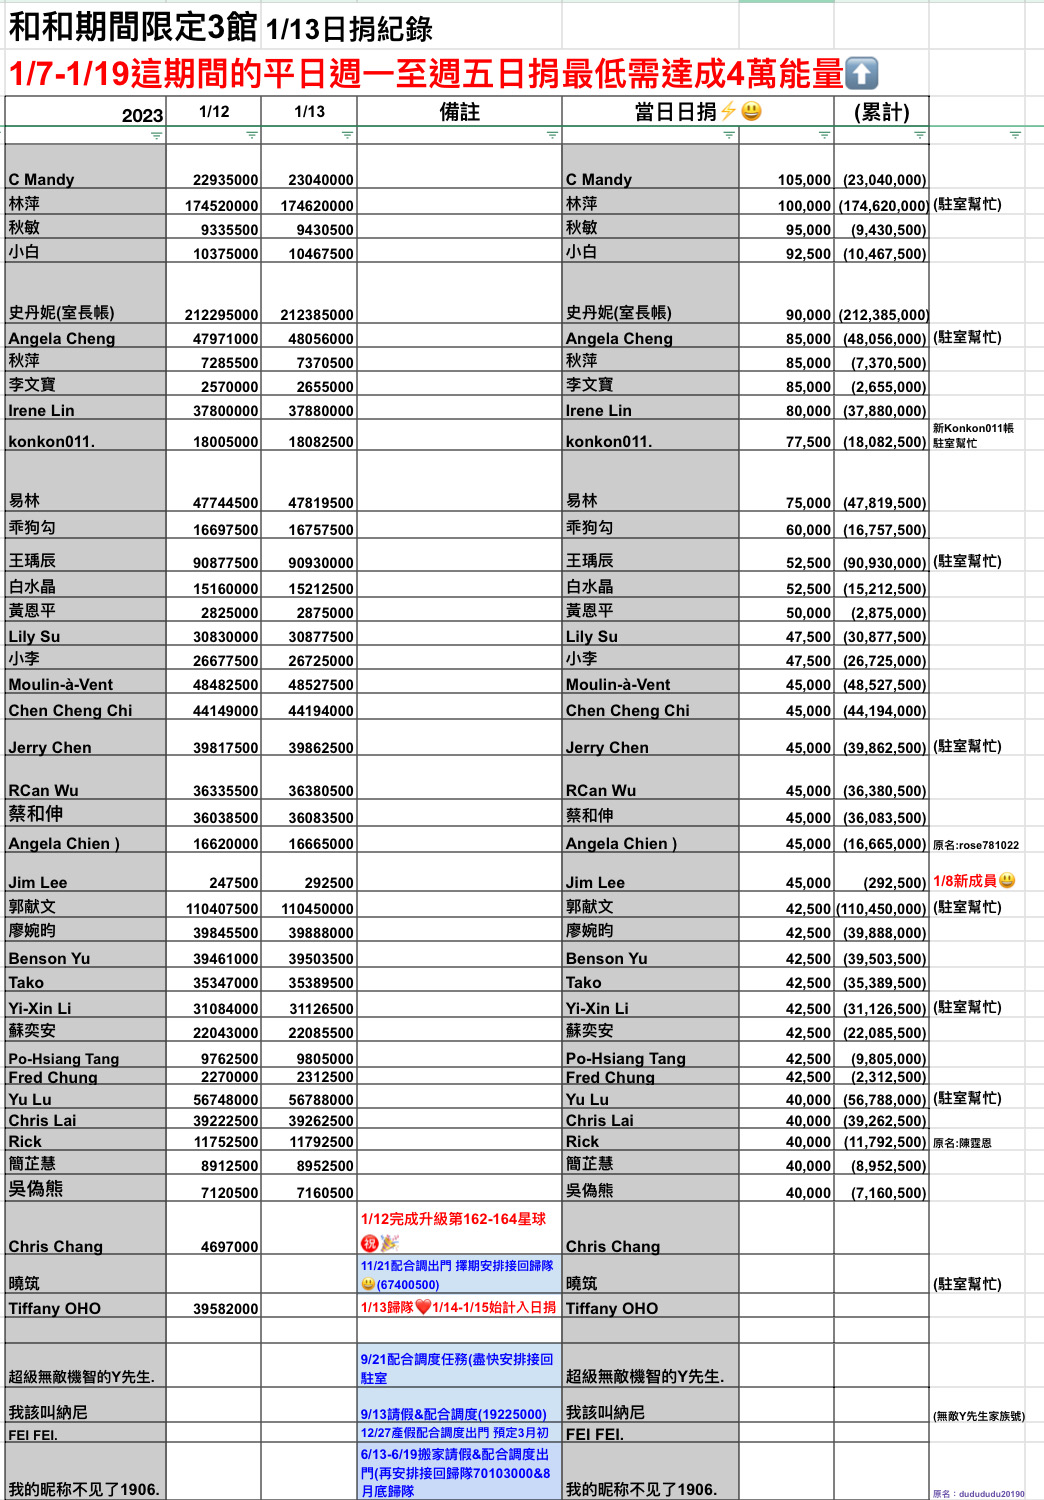 和和期間限定3館 1/13日捐紀錄
1/7-1/19這期間的平日週一至週五日捐最低需達成4萬能量⬆️
2023 1/12 1/13 備註 當日日捐⚡😃 (累計)
C Mandy 22935000 23040000 C Mandy 105,000 (23,040,000)
林萍 174520000 174620000 林萍 100,000 (174,620,000) (駐室幫忙)
秋敏 9335500 9430500 秋敏 95,000 (9,430,500)
小白 10375000 10467500 小白 92,500 (10,467,500)
史丹妮(室長帳) 212295000 212385000 史丹妮(室長帳) 90,000 (212,385,000)
Angela Cheng 47971000 48056000 Angela Cheng 85,000 (48,056,000) (駐室幫忙)
秋萍 7285500 7370500 秋萍 85,000 (7,370,500)
李文寶 2570000 2655000 李文寶 85,000 (2,655,000)
Irene Lin 37800000 37880000 Irene Lin 80,000 (37,880,000)
新Konkon011帳
konkon011. 18005000 18082500 konkon011. 77,500 (18,082,500) 駐室幫忙
易林 47744500 47819500 易林 75,000 (47,819,500)
乖狗勾 16697500 16757500 乖狗勾 60,000 (16,757,500)
王瑀辰 90877500 90930000 王瑀辰 52,500 (90,930,000) (駐室幫忙)
白水晶 15160000 15212500 白水晶 52,500 (15,212,500)
黃恩平 2825000 2875000 黃恩平 50,000 (2,875,000)
Lily Su 30830000 30877500 Lily Su 47,500 (30,877,500)
小李 26677500 26725000 小李 47,500 (26,725,000)
Moulin-à-Vent 48482500 48527500 Moulin-à-Vent 45,000 (48,527,500)
Chen Cheng Chi 44149000 44194000 Chen Cheng Chi 45,000 (44,194,000)
Jerry Chen 39817500 39862500 Jerry Chen 45,000 (39,862,500) (駐室幫忙)
RCan Wu 36335500 36380500 RCan Wu 45,000 (36,380,500)
蔡和伸 36038500 36083500 蔡和伸 45,000 (36,083,500)
Angela Chien ) 16620000 16665000 Angela Chien ) 45,000 (16,665,000) 原名:rose781022
Jim Lee 247500 292500 Jim Lee 45,000 (292,500) 1/8新成員😃
郭献文 110407500 110450000 郭献文 42,500 (110,450,000) (駐室幫忙)
廖婉昀 39845500 39888000 廖婉昀 42,500 (39,888,000)
Benson Yu 39461000 39503500 Benson Yu 42,500 (39,503,500)
Tako 35347000 35389500 Tako 42,500 (35,389,500)
Yi-Xin Li 31084000 31126500 Yi-Xin Li 42,500 (31,126,500) (駐室幫忙)
蘇奕安 22043000 22085500 蘇奕安 42,500 (22,085,500)
Po-Hsiang Tang 9762500 9805000 Po-Hsiang Tang 42,500 (9,805,000)
Fred Chung 2270000 2312500 Fred Chung 42,500 (2,312,500)
Yu Lu 56748000 56788000 Yu Lu 40,000 (56,788,000) (駐室幫忙)
Chris Lai 39222500 39262500 Chris Lai 40,000 (39,262,500)
Rick 11752500 11792500 Rick 40,000 (11,792,500) 原名:陳霆恩
簡芷慧 8912500 8952500 簡芷慧 40,000 (8,952,500)
吳偽熊 7120500 7160500 吳偽熊 40,000 (7,160,500)
1/12完成升級第162-164星球
Chris Chang 4697000 ㊗️🎉 Chris Chang
11/21配合調出門 擇期安排接回歸隊
曉筑 😃(67400500) 曉筑 (駐室幫忙)
Tiffany OHO 39582000 1/13歸隊❤️1/14-1/15始計入日捐 Tiffany OHO
9/21配合調度任務(盡快安排接回
超級無敵機智的Y先生. 駐室 超級無敵機智的Y先生.
我該叫納尼 9/13請假&配合調度(19225000) 我該叫納尼 (無敵Y先生家族號)
FEI FEI. 12/27產假配合調度出門 預定3月初 FEI FEI.
6/13-6/19搬家請假&配合調度出
門(再安排接回歸隊70103000&8
我的昵称不见了1906. 月底歸隊 我的昵称不见了1906. 原名：dudududu20190